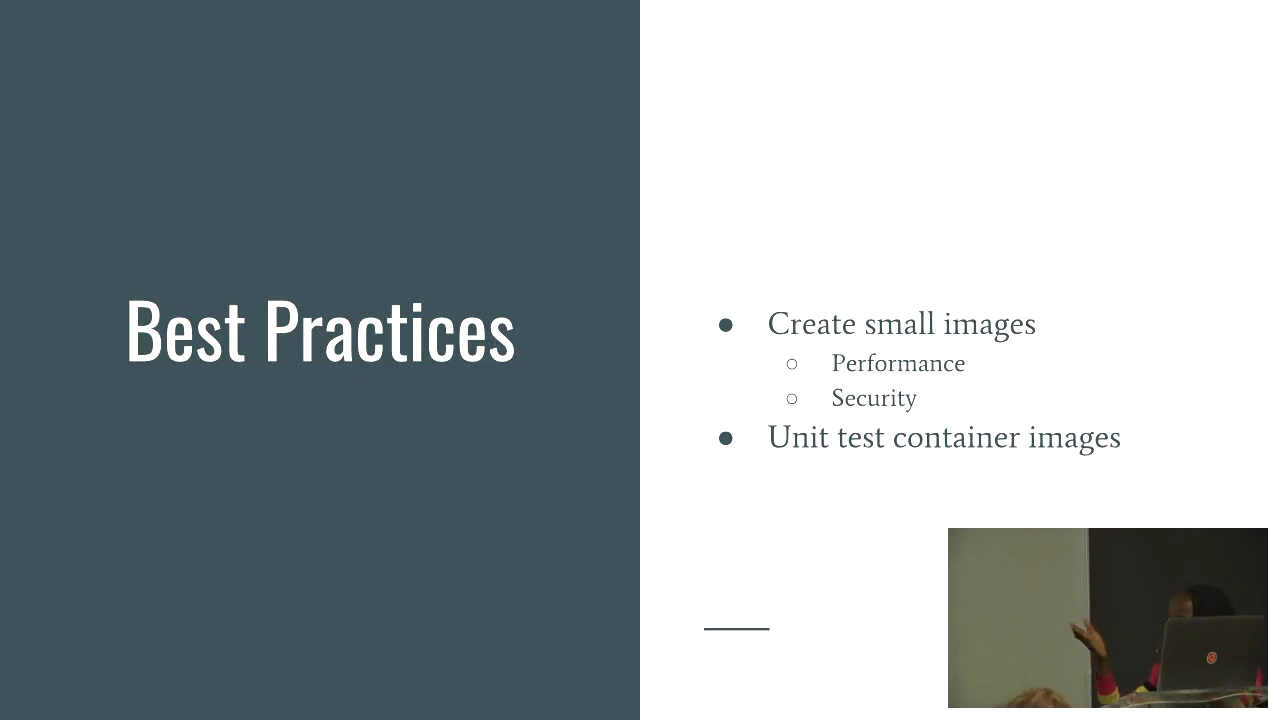 Best Practices
● Create small images
○ Performance
○ Security
● Unit test container images